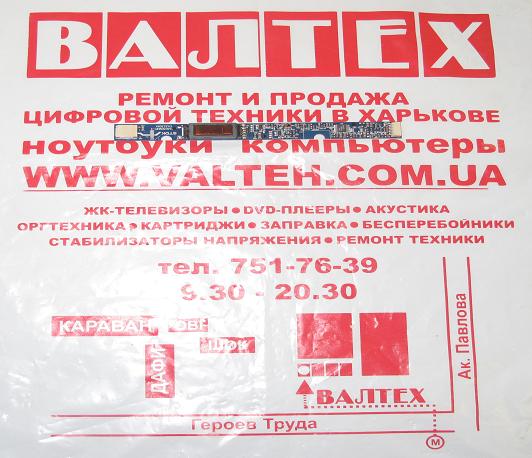 ВАЛТЕХ
РЕМОНТ И ПРОДАЖА
ЦИФРОВОЙ ТЕХНИКИ В ХАРЬКОВЕ
ноутбуки компьютеры
WWW.VALTEH.COM.UA
ЖК-ТЕЛЕВИЗОРЫ • DVD-ПЛЕЕРЫ • АКУСТИКА
ОРГТЕХНИКА • КАРТРИДЖИ • ЗАПРАВКА • БЕСПЕРЕБОЙНИКИ
СТАБИЛИЗАТОРЫ НАПРЯЖЕНИЯ • РЕМОНТ ТЕХНИКИ
тел. 751-76-39
9.30 - 20.30
КАРАВАН
ДАФИ
ВАЛТЕХ
Героев Труда
Ак. Павлова
М